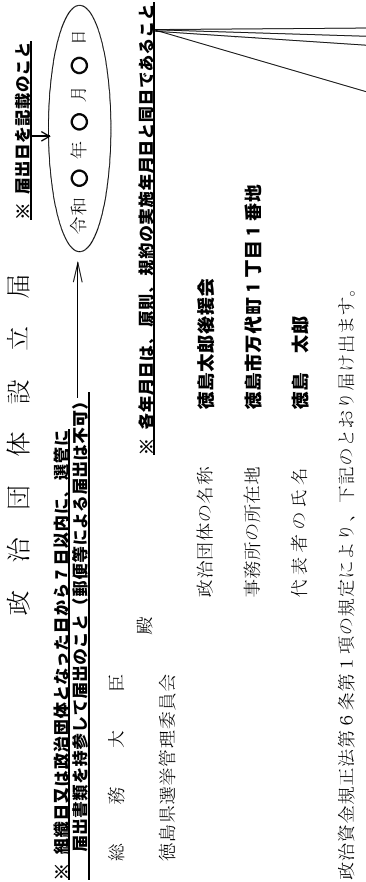 政 治 団 体 設 立 届
※ 届出日を記載のこと
※ 組織日又は政治団体となった日から７日以内に、選管に
届出書類を持参して届出のこと（郵便等による届出は不可）
令和 〇 年 〇 月 〇 日
総 務 大 臣
殿
徳島県選挙管理委員会
※ 各年月日は、原則、規約の実施年月日と同日であること
政治団体の名称 徳島太郎後援会
事務所の所在地 徳島市万代町１丁目１番地
代表者の氏名 徳島 太郎
政治資金規正法第６条第１項の規定により、下記のとおり届け出ます。